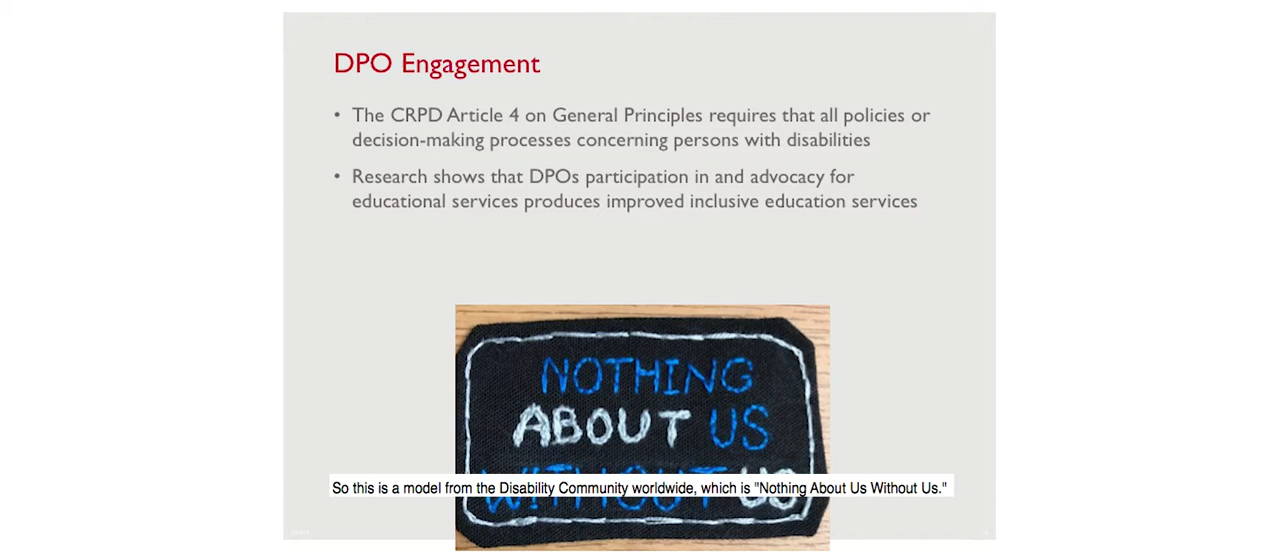 DPO Engagement
• The CRPD Article 4 on General Principles requires that all policies or
decision-making processes concerning persons with disabilities
• Research shows that DPOs participation in and advocacy for
educational services produces improved inclusive education services
NOTHING
ABOUT US
WITHOUT US
So this is a model from the Disability Community worldwide, which is "Nothing About Us Without Us."